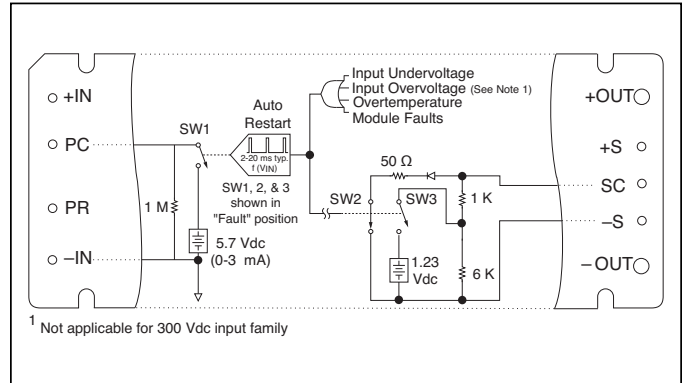 +IN
PC
PR
–IN
SW1
1 M
5.7 Vdc
(0-3 mA)
Auto
Restart
2-20 ms typ.
f (VIN)
SW1, 2, & 3
shown in
"Fault" position
Input Undervoltage
Input Overvoltage (See Note 1)
Overtemperature
Module Faults
50 Ω
SW2
SW3
1 K
1.23
Vdc
6 K
+OUT
+S
SC
–S
–OUT
1 Not applicable for 300 Vdc input family